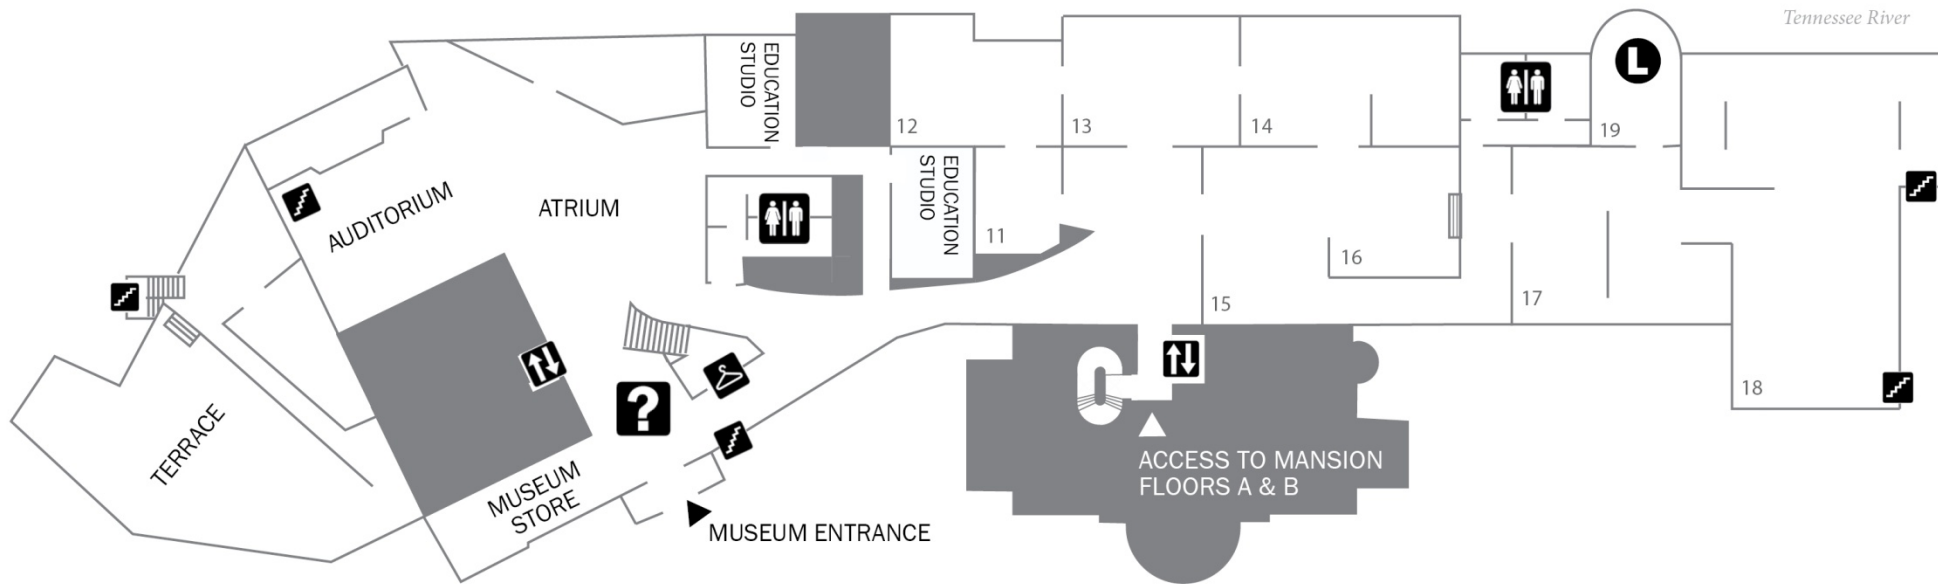 Tennessee River
EDUCATION
STUDIO
L
12
13
14
19
EDUCATION
STUDIO
AUDITORIUM
ATRIUM
11
16
15
17
?
18
TERRACE
MUSEUM
STORE
MUSEUM ENTRANCE
ACCESS TO MANSION
FLOORS A & B